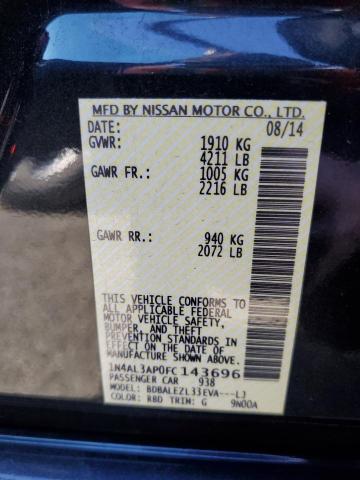 MFD BY NISSAN MOTOR CO., LTD.
DATE: 08/14
GVWR: 1910 KG
4211 LB
GAWR FR.: 1005 KG
2216 LB
GAWR RR.: 940 KG
2072 LB
THIS VEHICLE CONFORMS TO
ALL APPLICABLE FEDERAL
MOTOR VEHICLE SAFETY,
BUMPER, AND THEFT
PREVENTION STANDARDS IN
EFFECT ON THE DATE OF
MANUFACTURE SHOWN ABOVE.
1N4AL3AP0FC143696
PASSENGER CAR 938
MODEL: BDBALEZL33EVA---LJ
COLOR: RBD TRIM: G 9N00A